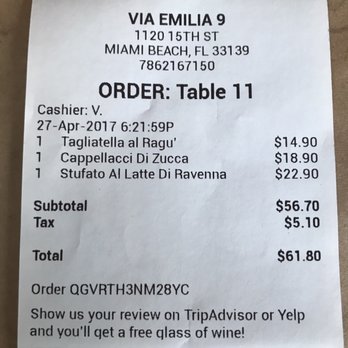 VIA EMILIA 9
1120 15TH ST
MIAMI BEACH, FL 33139
7862167150
ORDER: Table 11
Cashier: V.
27-Apr-2017 6:21:59P
1 Tagliatella al Ragu' $14.90
1 Cappellacci Di Zucca $18.90
1 Stufato Al Latte Di Ravenna $22.90
Subtotal $56.70
Tax $5.10
Total $61.80
Order QGVRTH3NM28YC
Show us your review on TripAdvisor or Yelp
and you'll get a free glass of wine!